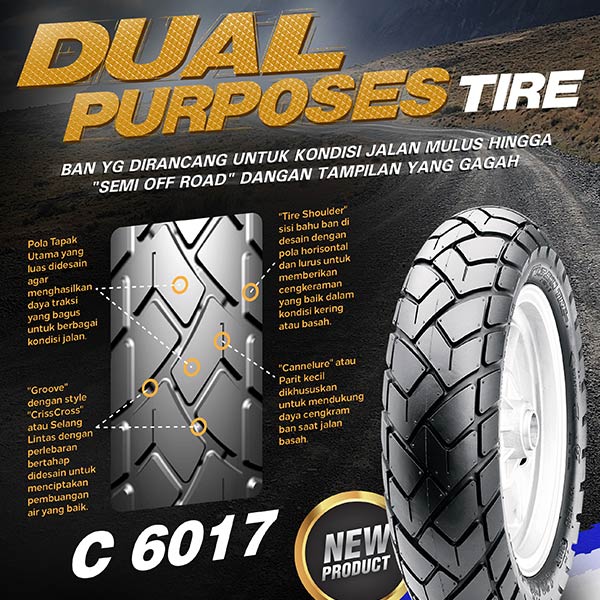 DUAL
PURPOSES TIRE
BAN YG DIRANCANG UNTUK KONDISI JALAN MULUS HINGGA
"SEMI OFF ROAD" DANGAN TAMPILAN YANG GAGAH
Pola Tapak
Utama yang
luas didesain
agar
menghasilkan
daya traksi
yang bagus
untuk berbagai
kondisi jalan.
"Tire Shoulder"
sisi bahu ban di
desain dengan
pola horisontal
dan lurus untuk
memberikan
cengkeraman
yang baik dalam
kondisi kering
atau basah.
"Groove"
dengan style
"CrissCross"
atau Selang
Lintas dengan
perlebaran
bertahap
didesain untuk
menciptakan
pembuangan
air yang baik.
"Cannelure" atau
Parit kecil
dikhususkan
untuk mendukung
daya cengkram
ban saat jalan
basah.
C 6017
NEW
PRODUCT